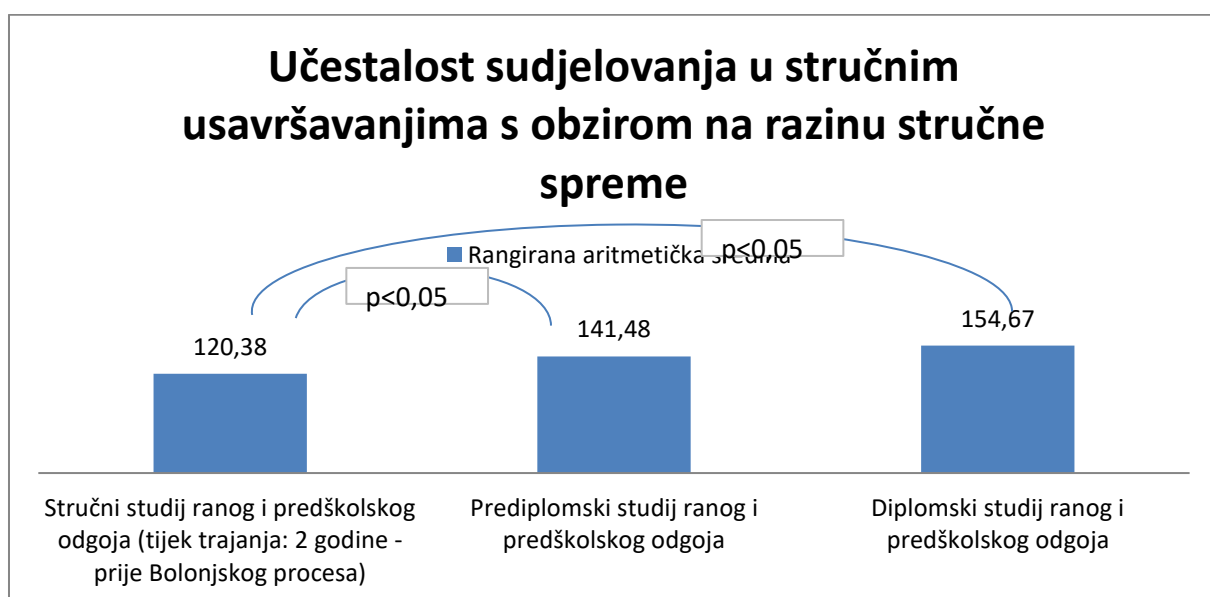 Učestalost sudjelovanja u stručnim
usavršavanjima s obzirom na razinu stručne
spreme
p<0,05
Rangirana aritmetička
p<0,05
120,38
141,48
154,67
Stručni studij ranog i predškolskog
odgoja (tijek trajanja: 2 godine -
prije Bolonjskog procesa)
Prediplomski studij ranog i
predškolskog odgoja
Diplomski studij ranog i
predškolskog odgoja